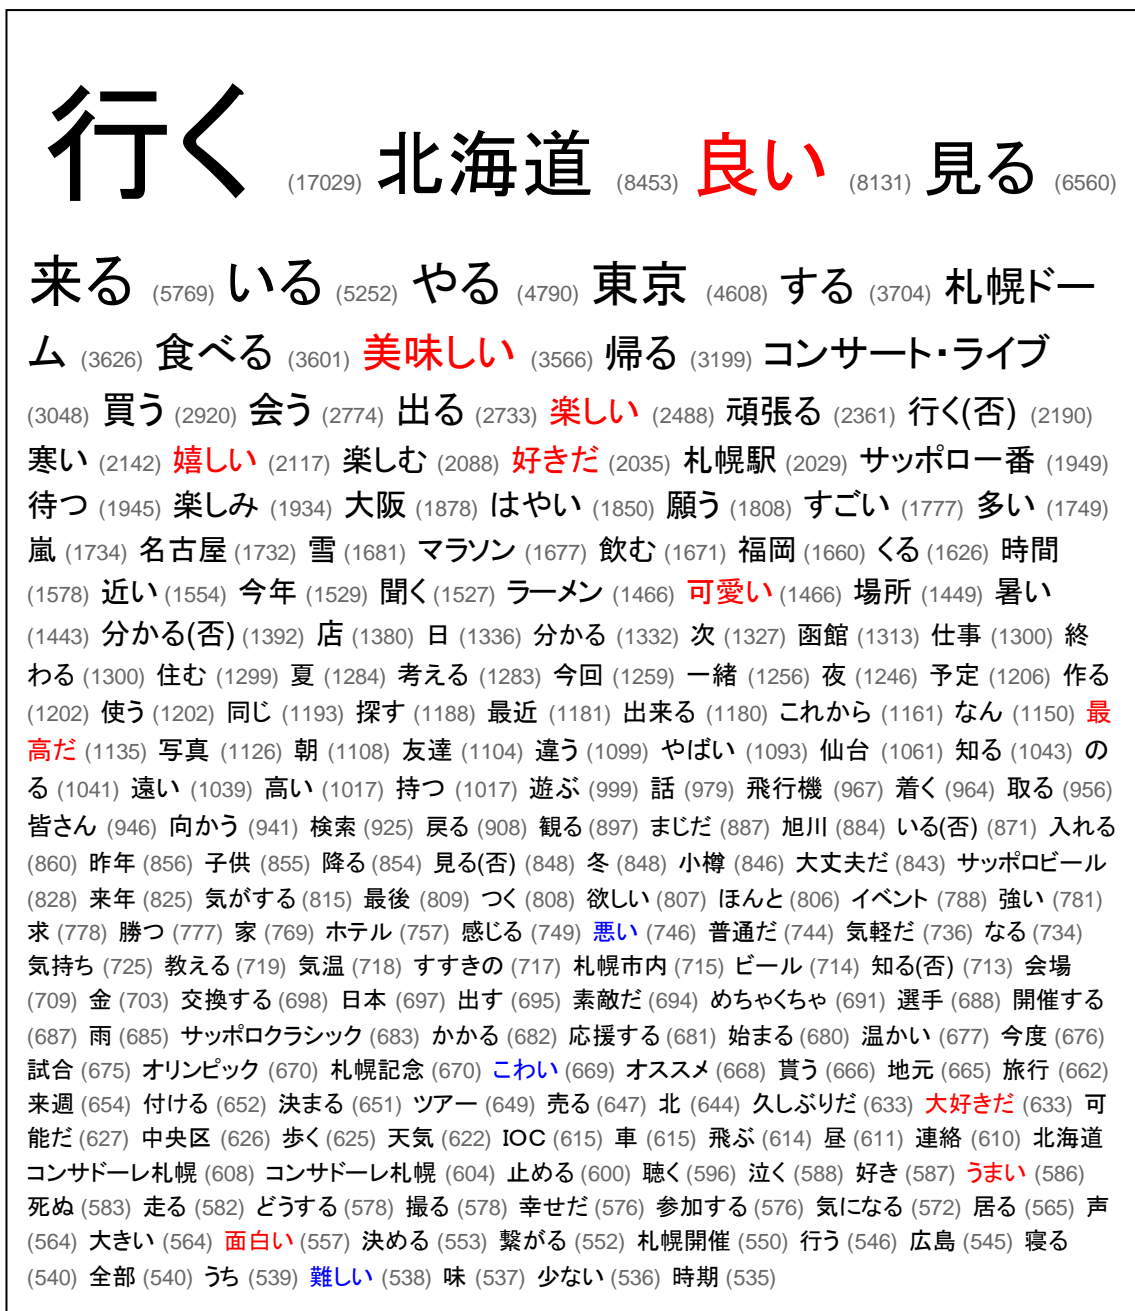 行く (17029) 北海道 (8453) 良い (8131) 見る (6560)
来る (5769) いる (5252) やる (4790) 東京 (4608) する (3704) 札幌ドー
ム (3626) 食べる (3601) 美味しい (3566) 帰る (3199) コンサート・ライブ
(3048) 買う (2920) 会う (2774) 出る (2733) 楽しい (2488) 頑張る (2361) 行く(否) (2190)
寒い (2142) 嬉しい (2117) 楽しむ (2088) 好きだ (2035) 札幌駅 (2029) サッポロ一番 (1949)
待つ (1945) 楽しみ (1934) 大阪 (1878) はやい (1850) 願う (1808) すごい (1777) 多い (1749)
嵐 (1734) 名古屋 (1732) 雪 (1681) マラソン (1677) 飲む (1671) 福岡 (1660) くる (1626) 時間
(1578) 近い (1554) 今年 (1529) 聞く (1527) ラーメン (1466) 可愛い (1466) 場所 (1449) 暑い
(1443) 分かる(否) (1392) 店 (1380) 日 (1336) 分かる (1332) 次 (1327) 函館 (1313) 仕事 (1300) 終
わる (1300) 住む (1299) 夏 (1284) 考える (1283) 今回 (1259) 一緒 (1256) 夜 (1246) 予定 (1206) 作る
(1202) 使う (1202) 同じ (1193) 探す (1188) 最近 (1181) 出来る (1180) これから (1161) なん (1150) 最
高だ (1135) 写真 (1126) 朝 (1108) 友達 (1104) 違う (1099) やばい (1093) 仙台 (1061) 知る (1043) の
る (1041) 遠い (1039) 高い (1017) 持つ (1017) 遊ぶ (999) 話 (979) 飛行機 (967) 着く (964) 取る (956)
皆さん (946) 向かう (941) 検索 (925) 戻る (908) 観る (897) まじだ (887) 旭川 (884) いる(否) (871) 入れる
(860) 昨年 (856) 子供 (855) 降る (854) 見る(否) (848) 冬 (848) 小樽 (846) 大丈夫だ (843) サッポロビール
(828) 来年 (825) 気がする (815) 最後 (809) つく (808) 欲しい (807) ほんと (806) イベント (788) 強い (781)
求 (778) 勝つ (777) 家 (769) ホテル (757) 感じる (749) 悪い (746) 普通だ (744) 気軽だ (736) なる (734)
気持ち (725) 教える (719) 気温 (718) すすきの (717) 札幌市内 (715) ビール (714) 知る(否) (713) 会場
(709) 金 (703) 交換する (698) 日本 (697) 出す (695) 素敵だ (694) めちゃくちゃ (691) 選手 (688) 開催する
(687) 雨 (685) サッポロクラシック (683) かかる (682) 応援する (681) 始まる (680) 温かい (677) 今度 (676)
試合 (675) オリンピック (670) 札幌記念 (670) こわい (669) オススメ (668) 貰う (666) 地元 (665) 旅行 (662)
来週 (654) 付ける (652) 決まる (651) ツアー (649) 売る (647) 北 (644) 久しぶりだ (633) 大好きだ (633) 可
能だ (627) 中央区 (626) 歩く (625) 天気 (622) IOC (615) 車 (615) 飛ぶ (614) 昼 (611) 連絡 (610) 北海道
コンサドーレ札幌 (608) コンサドーレ札幌 (604) 止める (600) 聴く (596) 泣く (588) 好き (587) うまい (586)
死ぬ (583) 走る (582) どうする (578) 撮る (578) 幸せだ (576) 参加する (576) 気になる (572) 居る (565) 声
(564) 大きい (564) 面白い (557) 決める (553) 繋がる (552) 札幌開催 (550) 行う (546) 広島 (545) 寝る
(540) 全部 (540) うち (539) 難しい (538) 味 (537) 少ない (536) 時期 (535)